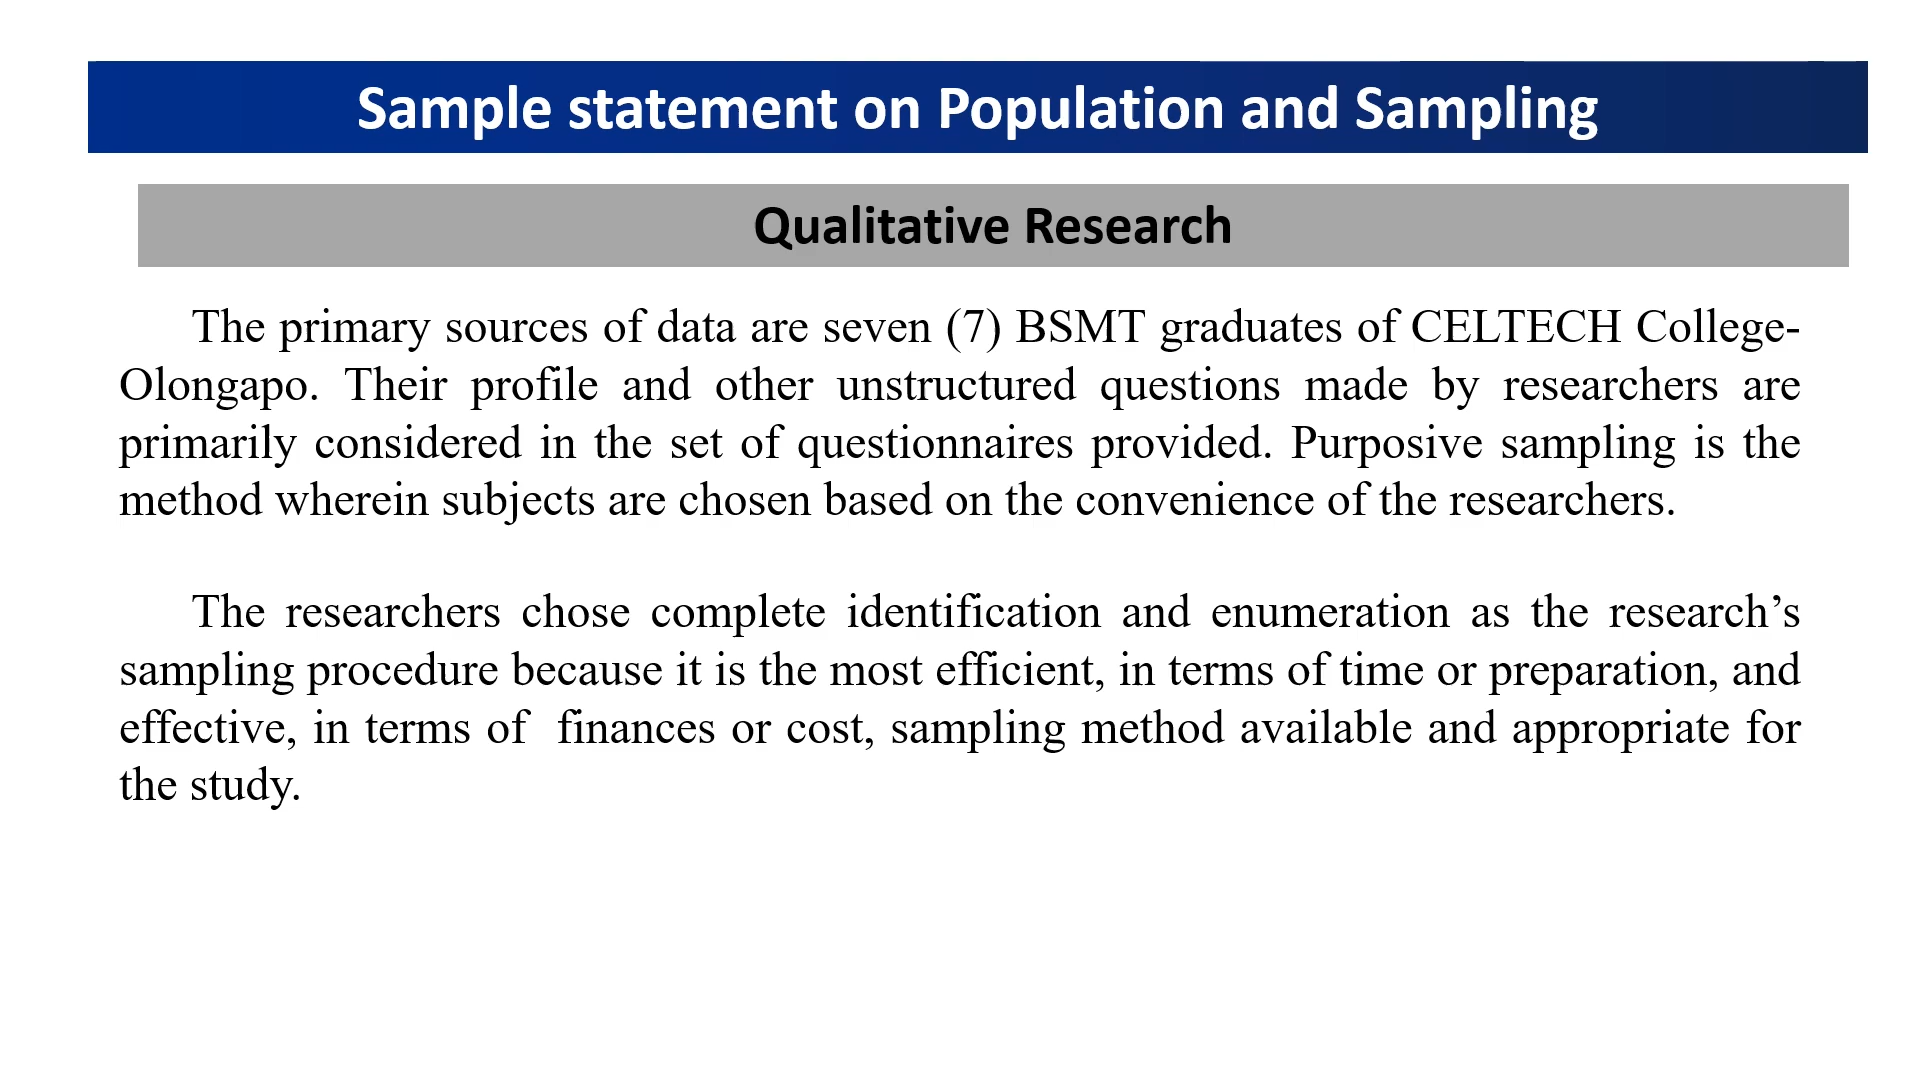 Sample statement on Population and Sampling
Qualitative Research
The primary sources of data are seven (7) BSMT graduates of CELTECH College-
Olongapo. Their profile and other unstructured questions made by researchers are
primarily considered in the set of questionnaires provided. Purposive sampling is the
method wherein subjects are chosen based on the convenience of the researchers.
The researchers chose complete identification and enumeration as the research’s
sampling procedure because it is the most efficient, in terms of time or preparation, and
effective, in terms of  finances or cost, sampling method available and appropriate for
the study.